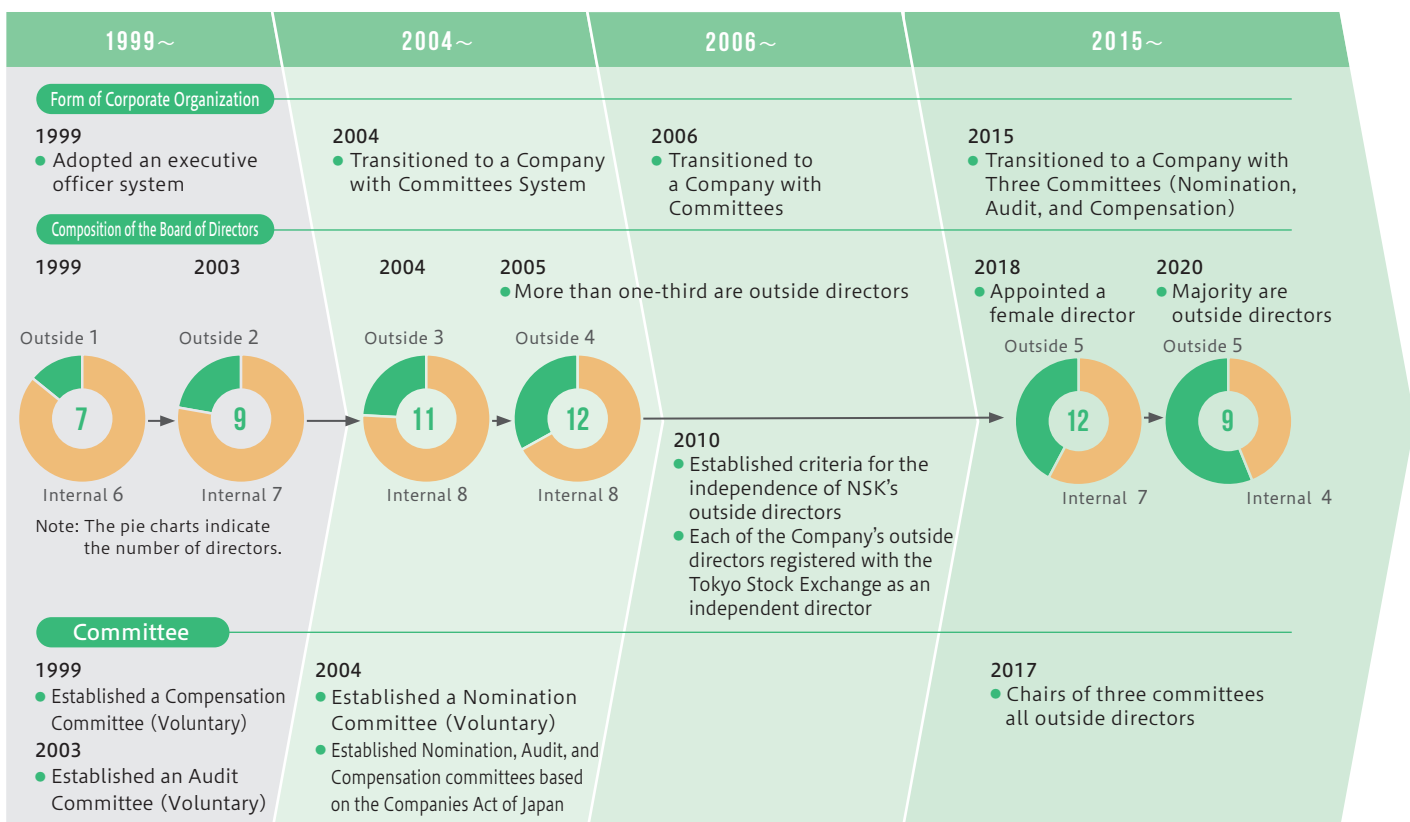 1999～
2004～
2006～
2015～
Form of Corporate Organization
1999
● Adopted an executive
officer system
2004
● Transitioned to a Company
with Committees System
2006
● Transitioned to
a Company with
Committees
2015
● Transitioned to a Company with
Three Committees (Nomination,
Audit, and Compensation)
Composition of the Board of Directors
1999
Outside 1
7
Internal 6
2003
Outside 2
9
Internal 7
Note: The pie charts indicate
the number of directors.
2004
Outside 3
11
Internal 8
2005
● More than one-third are outside directors
Outside 4
12
Internal 8
2010
● Established criteria for the
independence of NSK’s
outside directors
● Each of the Company’s outside
directors registered with the
Tokyo Stock Exchange as an
independent director
2018
● Appointed a
female director
Outside 5
12
Internal 7
2020
● Majority are
outside directors
Outside 5
9
Internal 4
Committee
1999
● Established a Compensation
Committee (Voluntary)
2003
● Established an Audit
Committee (Voluntary)
2004
● Established a Nomination
Committee (Voluntary)
● Established Nomination, Audit, and
Compensation committees based
on the Companies Act of Japan
2017
● Chairs of three committees
all outside directors